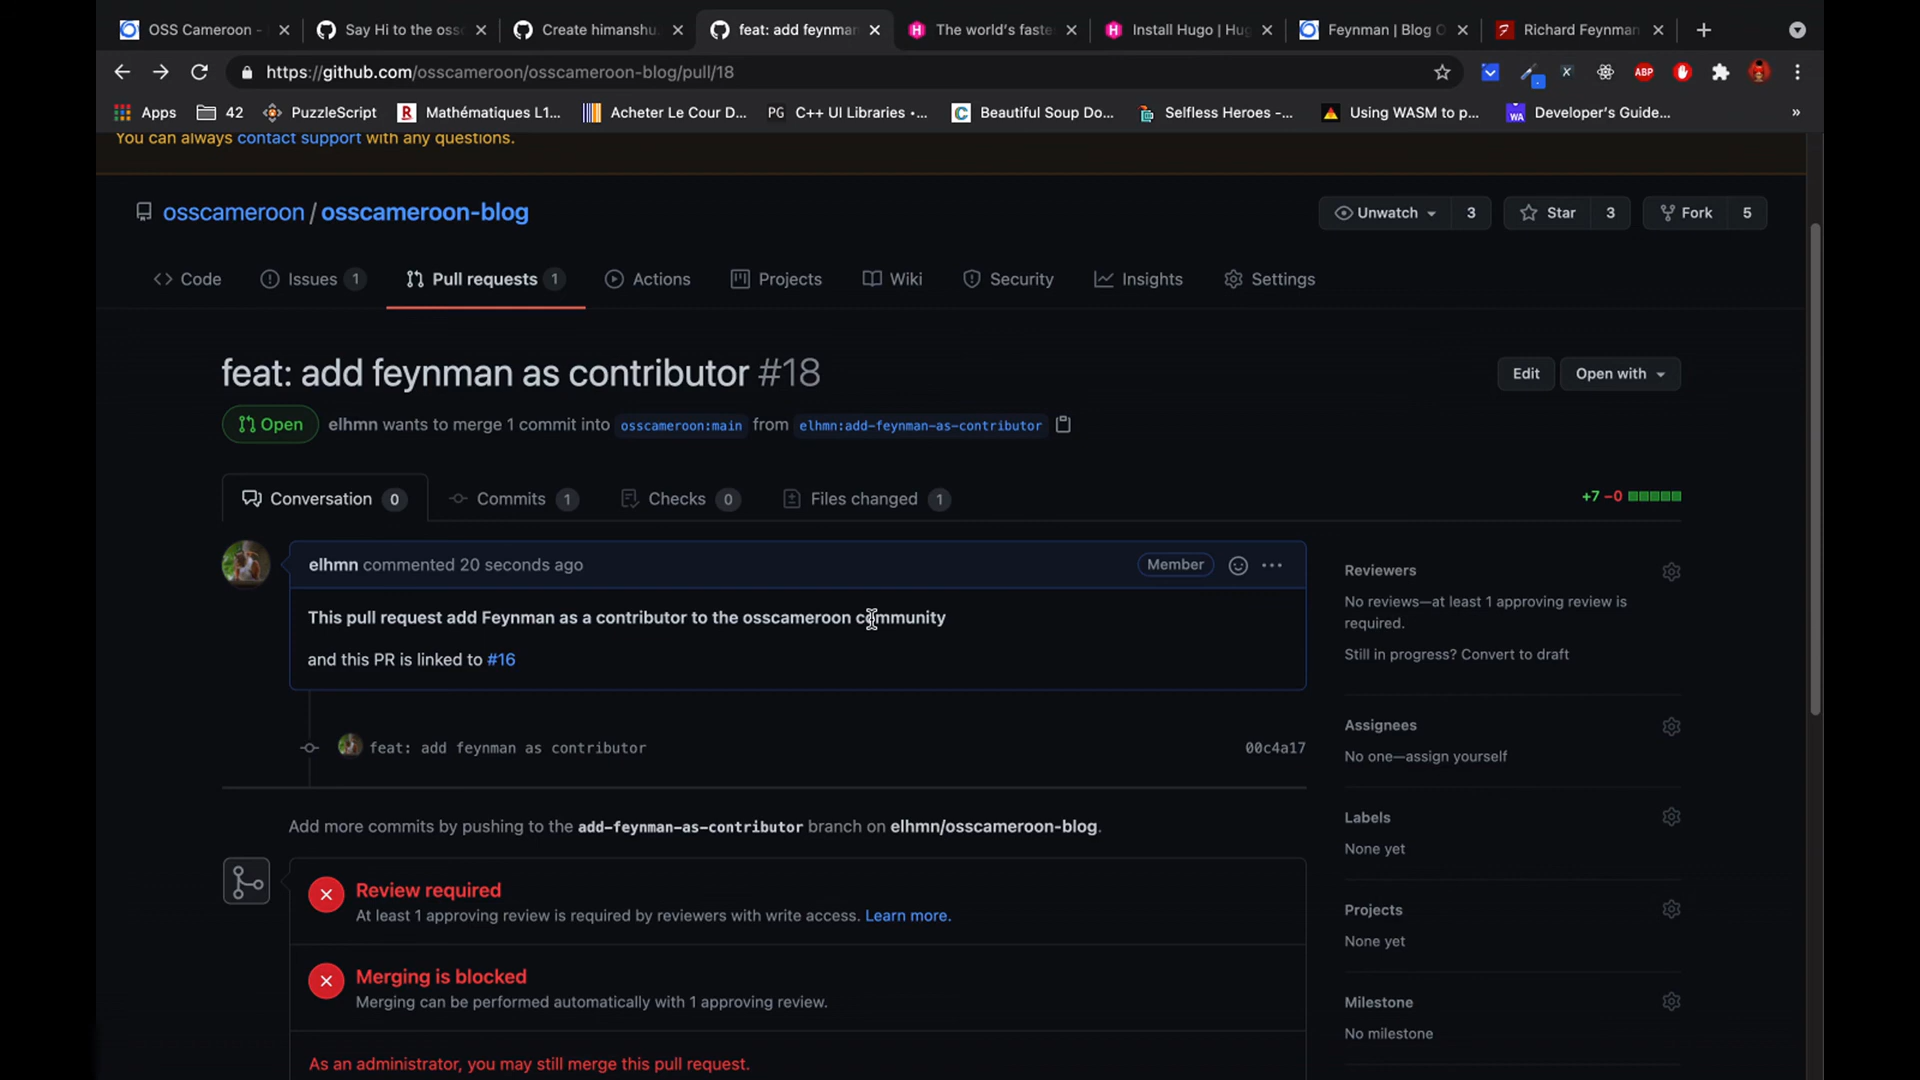 OSS Cameroon -
Say Hi to the oss
Create himanshu
feat: add feynman
The world's faste
Install Hugo | Hug
Feynman | Blog O
Richard Feynman
https://github.com/osscameroon/osscameroon-blog/pull/18
ABP
Apps
42
PuzzleScript
Mathématiques L1...
Acheter Le Cour D...
PG C++ UI Libraries •...
Beautiful Soup Do...
Selfless Heroes -...
Using WASM to p...
WA Developer's Guide...
»
You can always contact support with any questions.
osscameroon / osscameroon-blog
Unwatch 3
Star 3
Fork 5
Code
Issues 1
Pull requests 1
Actions
Projects
Wiki
Security
Insights
Settings
feat: add feynman as contributor #18
Edit
Open with
Open
elhmn wants to merge 1 commit into osscameroon:main from elhmn:add-feynman-as-contributor
Conversation 0
Commits 1
Checks 0
Files changed 1
+7 −0
elhmn commented 20 seconds ago
Member
This pull request add Feynman as a contributor to the osscameroon community
and this PR is linked to #16
feat: add feynman as contributor
00c4a17
Add more commits by pushing to the add-feynman-as-contributor branch on elhmn/osscameroon-blog.
Review required
At least 1 approving review is required by reviewers with write access. Learn more.
Merging is blocked
Merging can be performed automatically with 1 approving review.
As an administrator, you may still merge this pull request.
Reviewers
No reviews—at least 1 approving review is
required.
Still in progress? Convert to draft
Assignees
No one—assign yourself
Labels
None yet
Projects
None yet
Milestone
No milestone